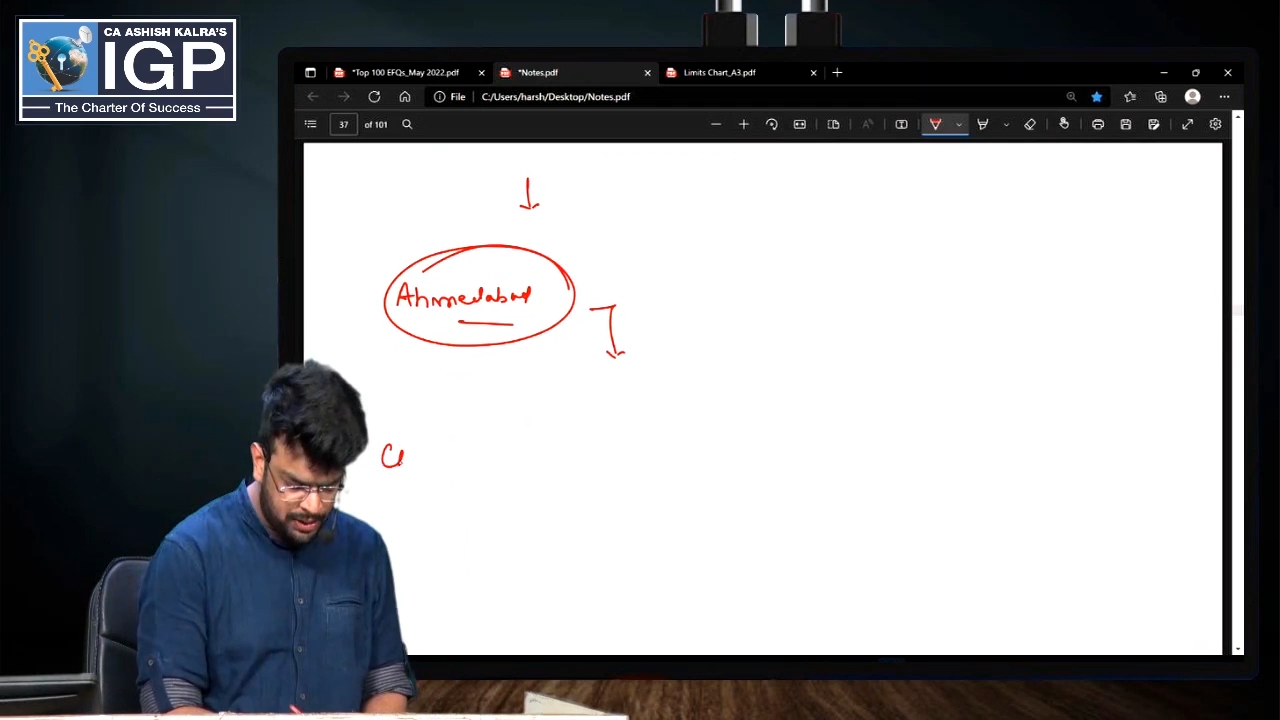 CA ASHISH KALRA'S
IGP
The Charter Of Success
*Top 100 EFQs_May 2022.pdf
*Notes.pdf
Limits Chart_A3.pdf
File
C:/Users/harsh/Desktop/Notes.pdf
37 of 101
Ahmedabad